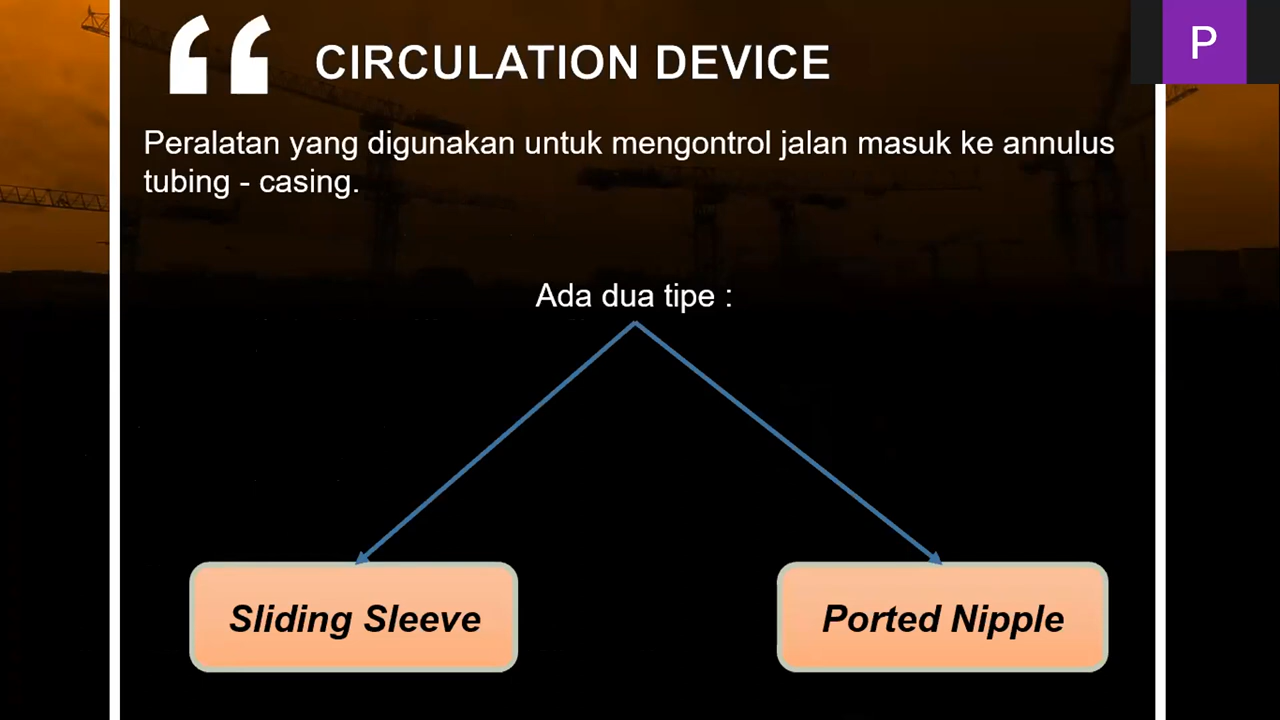 CIRCULATION DEVICE
P
Peralatan yang digunakan untuk mengontrol jalan masuk ke annulus
tubing - casing.
Ada dua tipe :
Sliding Sleeve
Ported Nipple